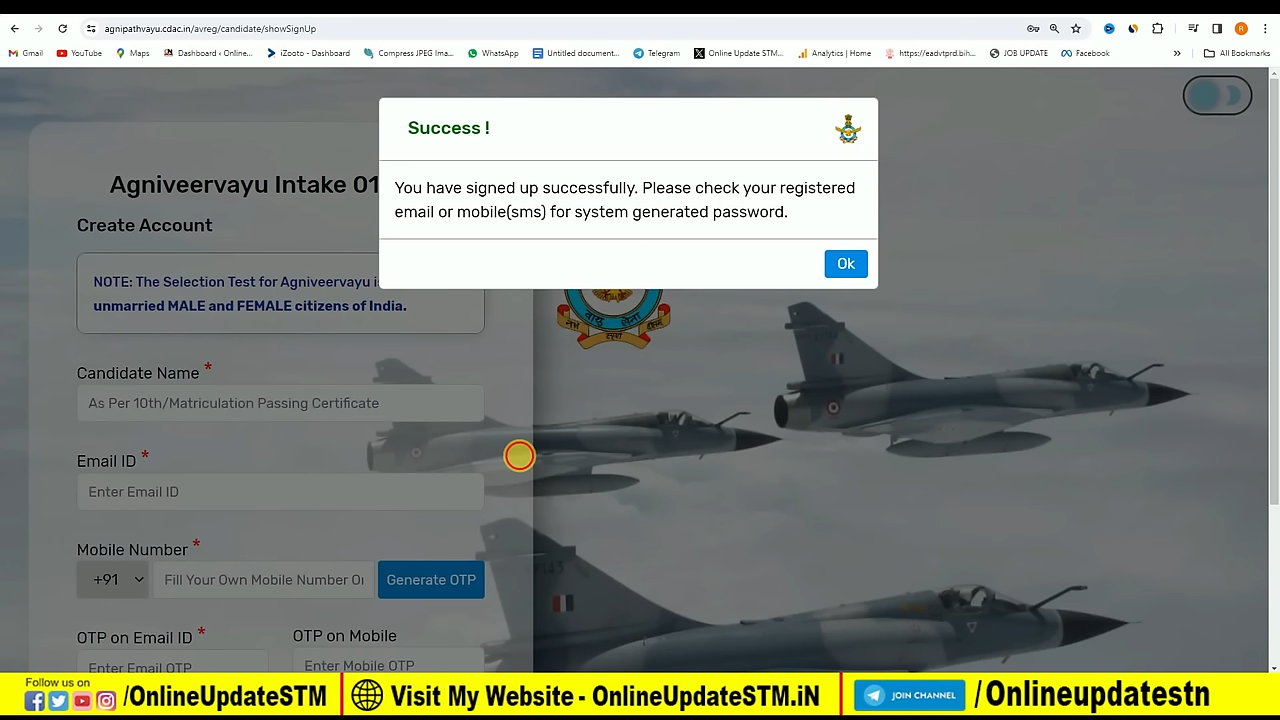 agnipathvayu.cdac.in/avreg/candidate/showSignUp
R
Gmail
YouTube
Maps
Dashboard ‹ Online...
iZooto - Dashboard
Compress JPEG Ima...
WhatsApp
Untitled document...
Telegram
Online Update STM...
Analytics | Home
https://eadvtprd.bih...
JOB UPDATE
Facebook
»
All Bookmarks
Success !
You have signed up successfully. Please check your registered
email or mobile(sms) for system generated password.
Ok
Agniveervayu Intake 01
Create Account
NOTE: The Selection Test for Agniveervayu i
unmarried MALE and FEMALE citizens of India.
वायु सेना
Candidate Name *
As Per 10th/Matriculation Passing Certificate
Email ID *
Enter Email ID
Mobile Number *
+91
Fill Your Own Mobile Number O
Generate OTP
OTP on Email ID *
OTP on Mobile
Enter Email OTP
Enter Mobile OTP
Follow us on
/OnlineUpdateSTM
Visit My Website - OnlineUpdateSTM.iN
JOIN CHANNEL
/Onlineupdatestn